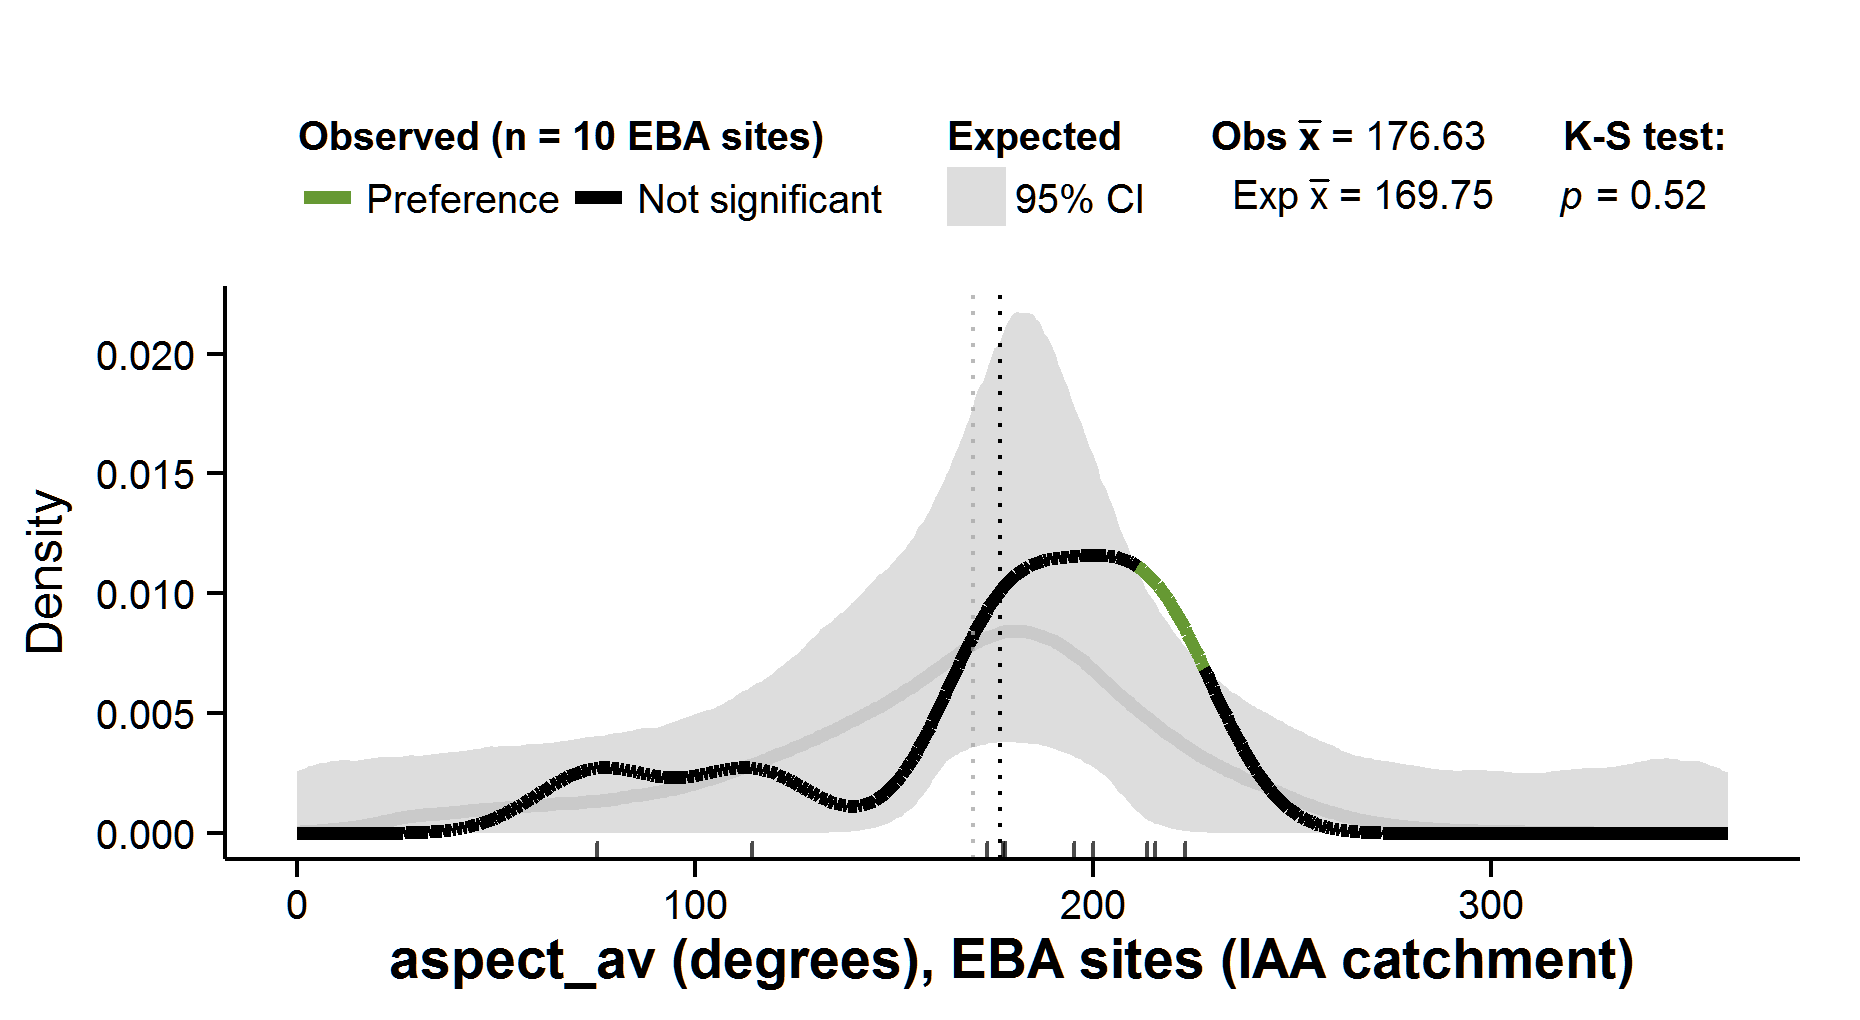 Observed (n = 10 EBA sites) Expected Obs x̅ = 176.63 K-S test:
Preference Not significant 95% CI Exp x̅ = 169.75 p = 0.52
0.020
0.015
0.010
0.005
0.000
Density
0 100 200 300
aspect_av (degrees), EBA sites (IAA catchment)